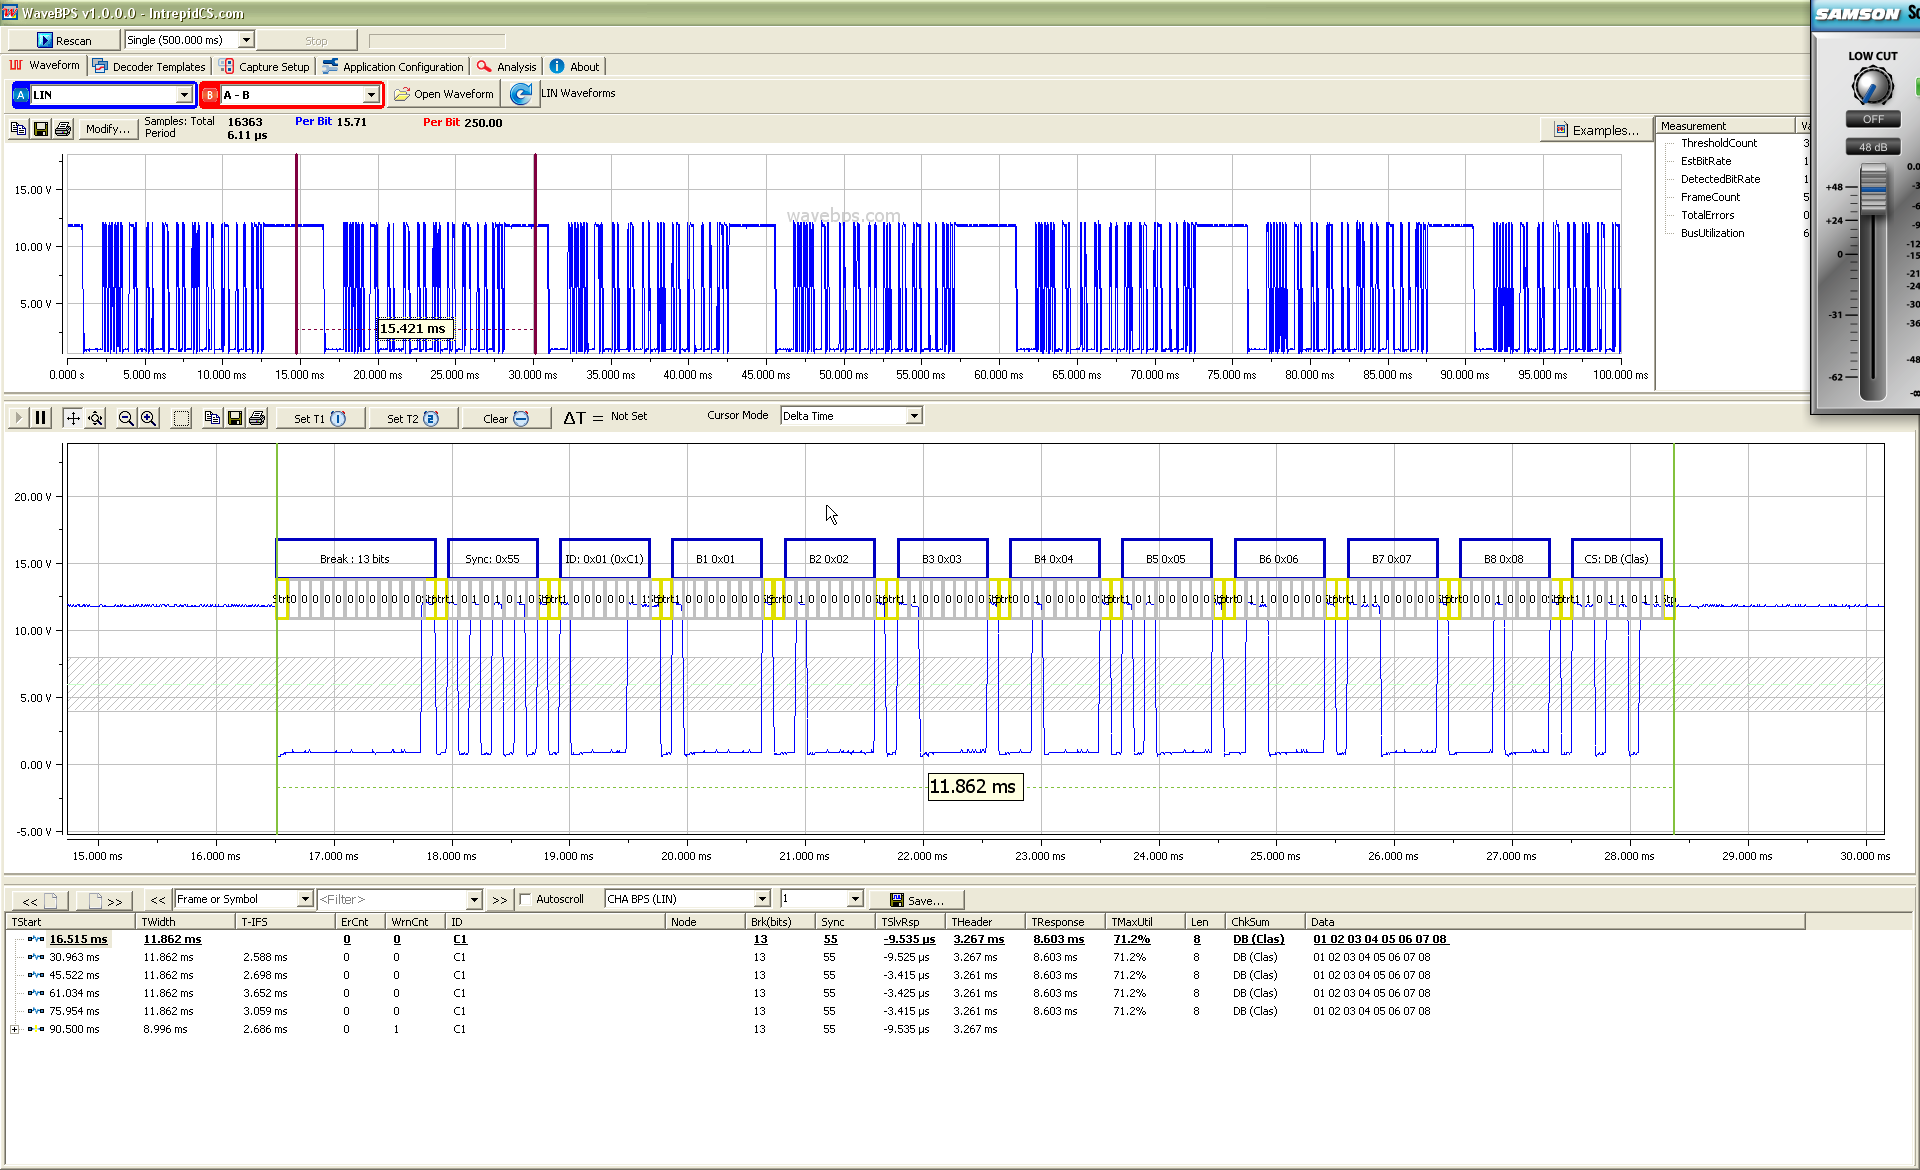 WaveBPS v1.0.0.0 - IntrepidCS.com
Rescan Single (500.000 ms) Stop
Waveform Decoder Templates Capture Setup Application Configuration Analysis About
A LIN B A - B Open Waveform LIN Waveforms
Modify... Samples: Total 16363 Per Bit 15.71 Per Bit 250.00 Examples...
Period 6.11 µs
Measurement
ThresholdCount 3
EstBitRate 1
DetectedBitRate 1
FrameCount 5
TotalErrors 0
BusUtilization 6
SAMSON
LOW CUT
OFF
48 dB
+48
+24
0
-31
-62
15.00 V
10.00 V
5.00 V
wavebps.com
15.421 ms
0.000 s 5.000 ms 10.000 ms 15.000 ms 20.000 ms 25.000 ms 30.000 ms 35.000 ms 40.000 ms 45.000 ms 50.000 ms 55.000 ms 60.000 ms 65.000 ms 70.000 ms 75.000 ms 80.000 ms 85.000 ms 90.000 ms 95.000 ms 100.000 ms
Set T1 Set T2 Clear ΔT = Not Set Cursor Mode Delta Time
20.00 V
15.00 V
10.00 V
5.00 V
0.00 V
-5.00 V
Break : 13 bits Sync: 0x55 ID: 0x01 (0xC1) B1 0x01 B2 0x02 B3 0x03 B4 0x04 B5 0x05 B6 0x06 B7 0x07 B8 0x08 CS: DB (Clas)
11.862 ms
15.000 ms 16.000 ms 17.000 ms 18.000 ms 19.000 ms 20.000 ms 21.000 ms 22.000 ms 23.000 ms 24.000 ms 25.000 ms 26.000 ms 27.000 ms 28.000 ms 29.000 ms 30.000 ms
<< >> << Frame or Symbol <Filter> >> Autoscroll CHA BPS (LIN) 1 Save...
TStart TWidth T-IFS ErCnt WrnCnt ID Node Brk(bits) Sync TSlvRsp THeader TResponse TMaxUtil Len ChkSum Data
16.515 ms 11.862 ms 0 0 C1 13 55 -9.535 µs 3.267 ms 8.603 ms 71.2% 8 DB (Clas) 01 02 03 04 05 06 07 08
30.963 ms 11.862 ms 2.588 ms 0 0 C1 13 55 -9.525 µs 3.267 ms 8.603 ms 71.2% 8 DB (Clas) 01 02 03 04 05 06 07 08
45.522 ms 11.862 ms 2.698 ms 0 0 C1 13 55 -3.415 µs 3.261 ms 8.603 ms 71.2% 8 DB (Clas) 01 02 03 04 05 06 07 08
61.034 ms 11.862 ms 3.652 ms 0 0 C1 13 55 -3.425 µs 3.261 ms 8.603 ms 71.2% 8 DB (Clas) 01 02 03 04 05 06 07 08
75.954 ms 11.862 ms 3.059 ms 0 0 C1 13 55 -3.415 µs 3.261 ms 8.603 ms 71.2% 8 DB (Clas) 01 02 03 04 05 06 07 08
90.500 ms 8.996 ms 2.686 ms 0 1 C1 13 55 -9.535 µs 3.267 ms